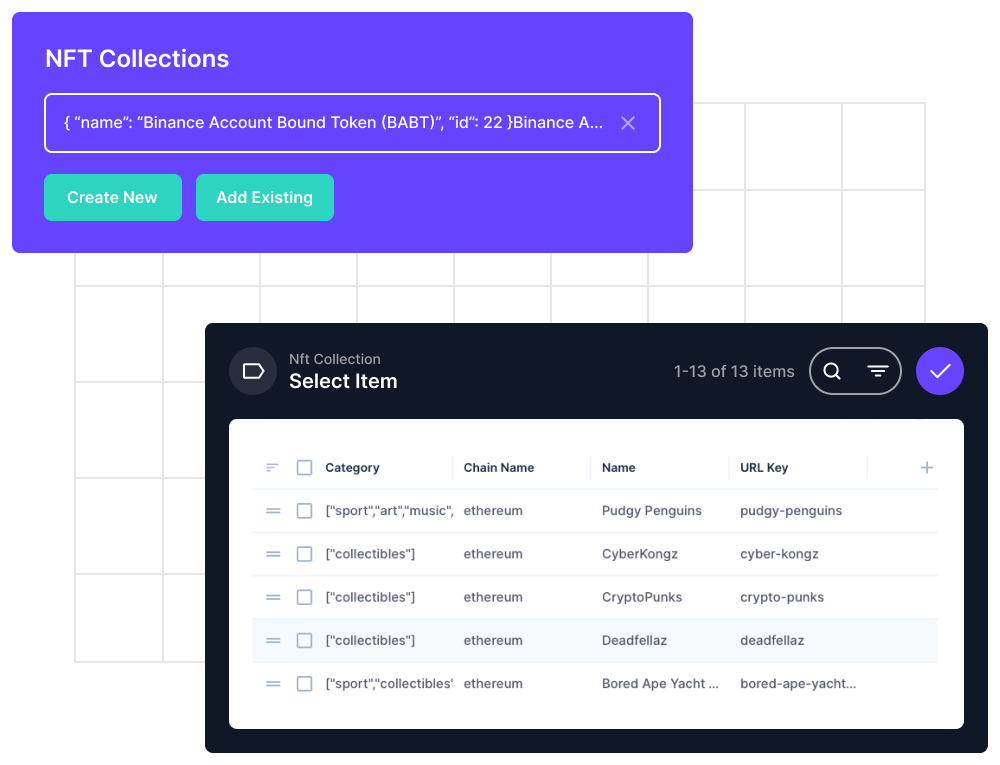 NFT Collections
{ “name”: “Binance Account Bound Token (BABT)”, “id”: 22 }Binance A...
Create New Add Existing
Nft Collection
Select Item
1-13 of 13 items
Category Chain Name Name URL Key
["sport","art","music", ethereum Pudgy Penguins pudgy-penguins
["collectibles"] ethereum CyberKongz cyber-kongz
["collectibles"] ethereum CryptoPunks crypto-punks
["collectibles"] ethereum Deadfellaz deadfellaz
["sport","collectibles" ethereum Bored Ape Yacht ... bored-ape-yacht...